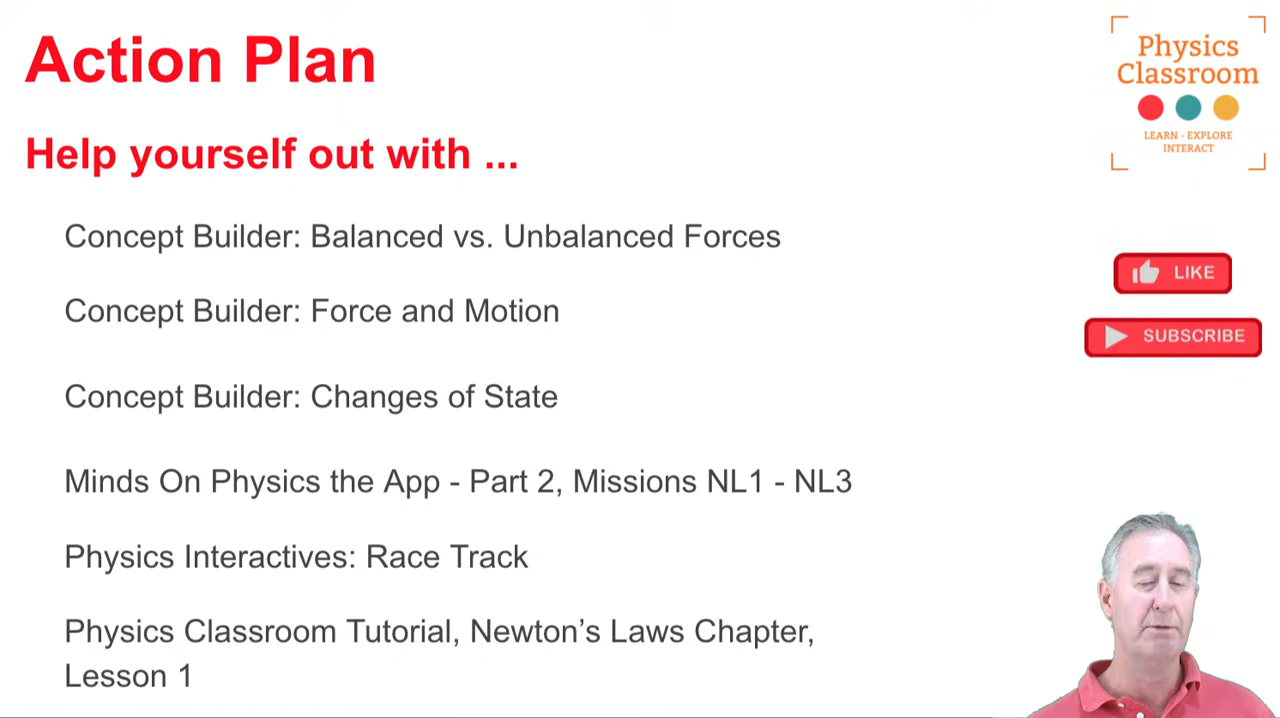 Action Plan
Help yourself out with ...
Concept Builder: Balanced vs. Unbalanced Forces
Concept Builder: Force and Motion
Concept Builder: Changes of State
Minds On Physics the App - Part 2, Missions NL1 - NL3
Physics Interactives: Race Track
Physics Classroom Tutorial, Newton’s Laws Chapter,
Lesson 1
Physics
Classroom
LEARN - EXPLORE
INTERACT
LIKE
SUBSCRIBE